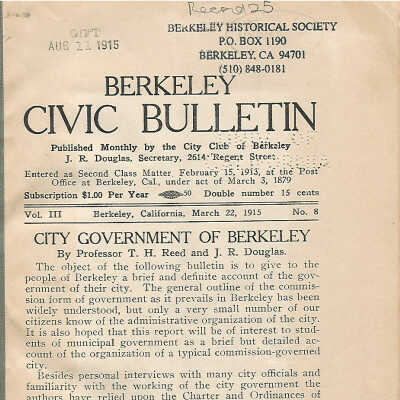 Record 25
GIFT
AUG 11 1915
BERKELEY HISTORICAL SOCIETY
P.O. BOX 1190
BERKELEY, CA 94701
(510) 848-0181
BERKELEY
CIVIC BULLETIN
Published Monthly by the City Club of Berkeley
J. R. Douglas, Secretary, 2614 Regent Street
Entered as Second Class Matter, February 15, 1913, at the Post
Office at Berkeley, Cal., under act of March 3, 1879
Subscription $1.00 Per Year 50 Double number 15 cents
Vol. III Berkeley, California, March 22, 1915 No. 8
CITY GOVERNMENT OF BERKELEY
By Professor T. H. Reed and J. R. Douglas.
The object of the following bulletin is to give to the
people of Berkeley a brief and definite account of the gov-
ernment of their city. The general outline of the commis-
sion form of government as it prevails in Berkeley has been
widely understood, but only a very small number of our
citizens know of the administrative organization of the city.
It is also hoped that this report will be of interest to stud-
ents of municipal government as a brief but detailed ac-
count of the organization of a typical commission-governed
city.
Besides personal interviews with many city officials and
familiarity with the working of the city government the
authors have relied upon the Charter and Ordinances of